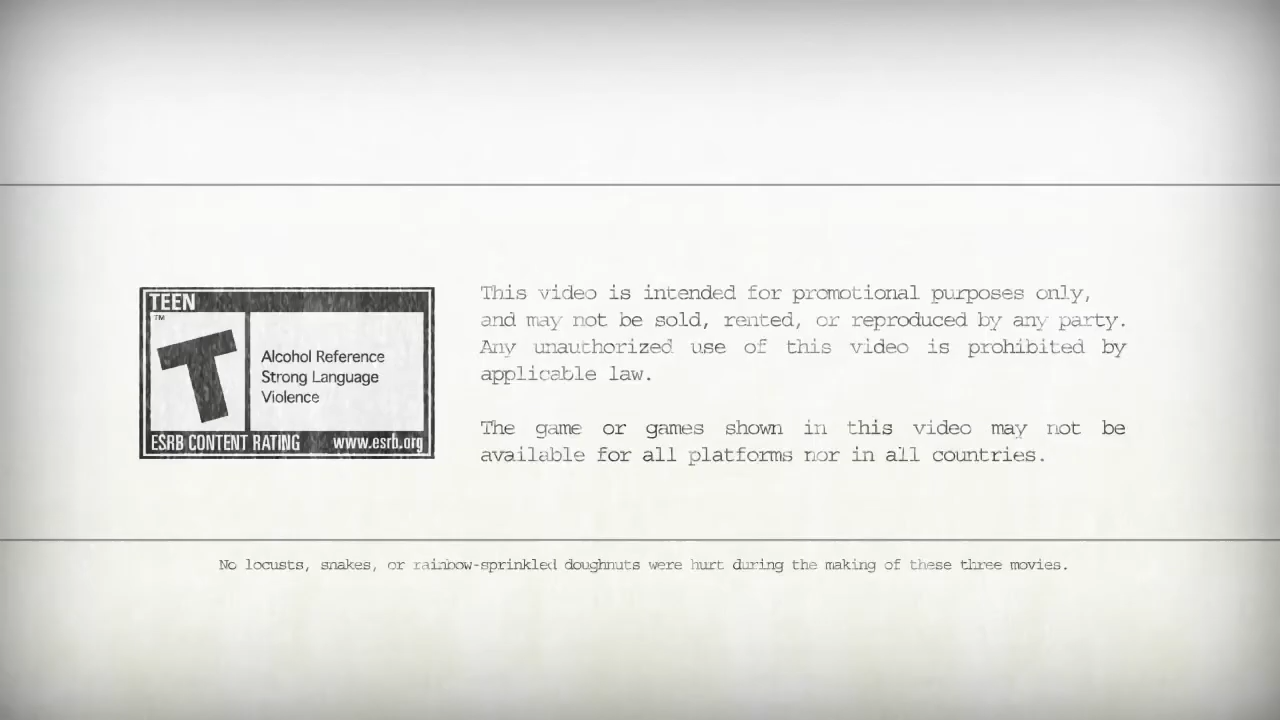 TEEN
™
T
Alcohol Reference
Strong Language
Violence
ESRB CONTENT RATING www.esrb.org
This video is intended for promotional purposes only,
and may not be sold, rented, or reproduced by any party.
Any unauthorized use of this video is prohibited by
applicable law.
The game or games shown in this video may not be
available for all platforms nor in all countries.
No locusts, snakes, or rainbow-sprinkled doughnuts were hurt during the making of these three movies.